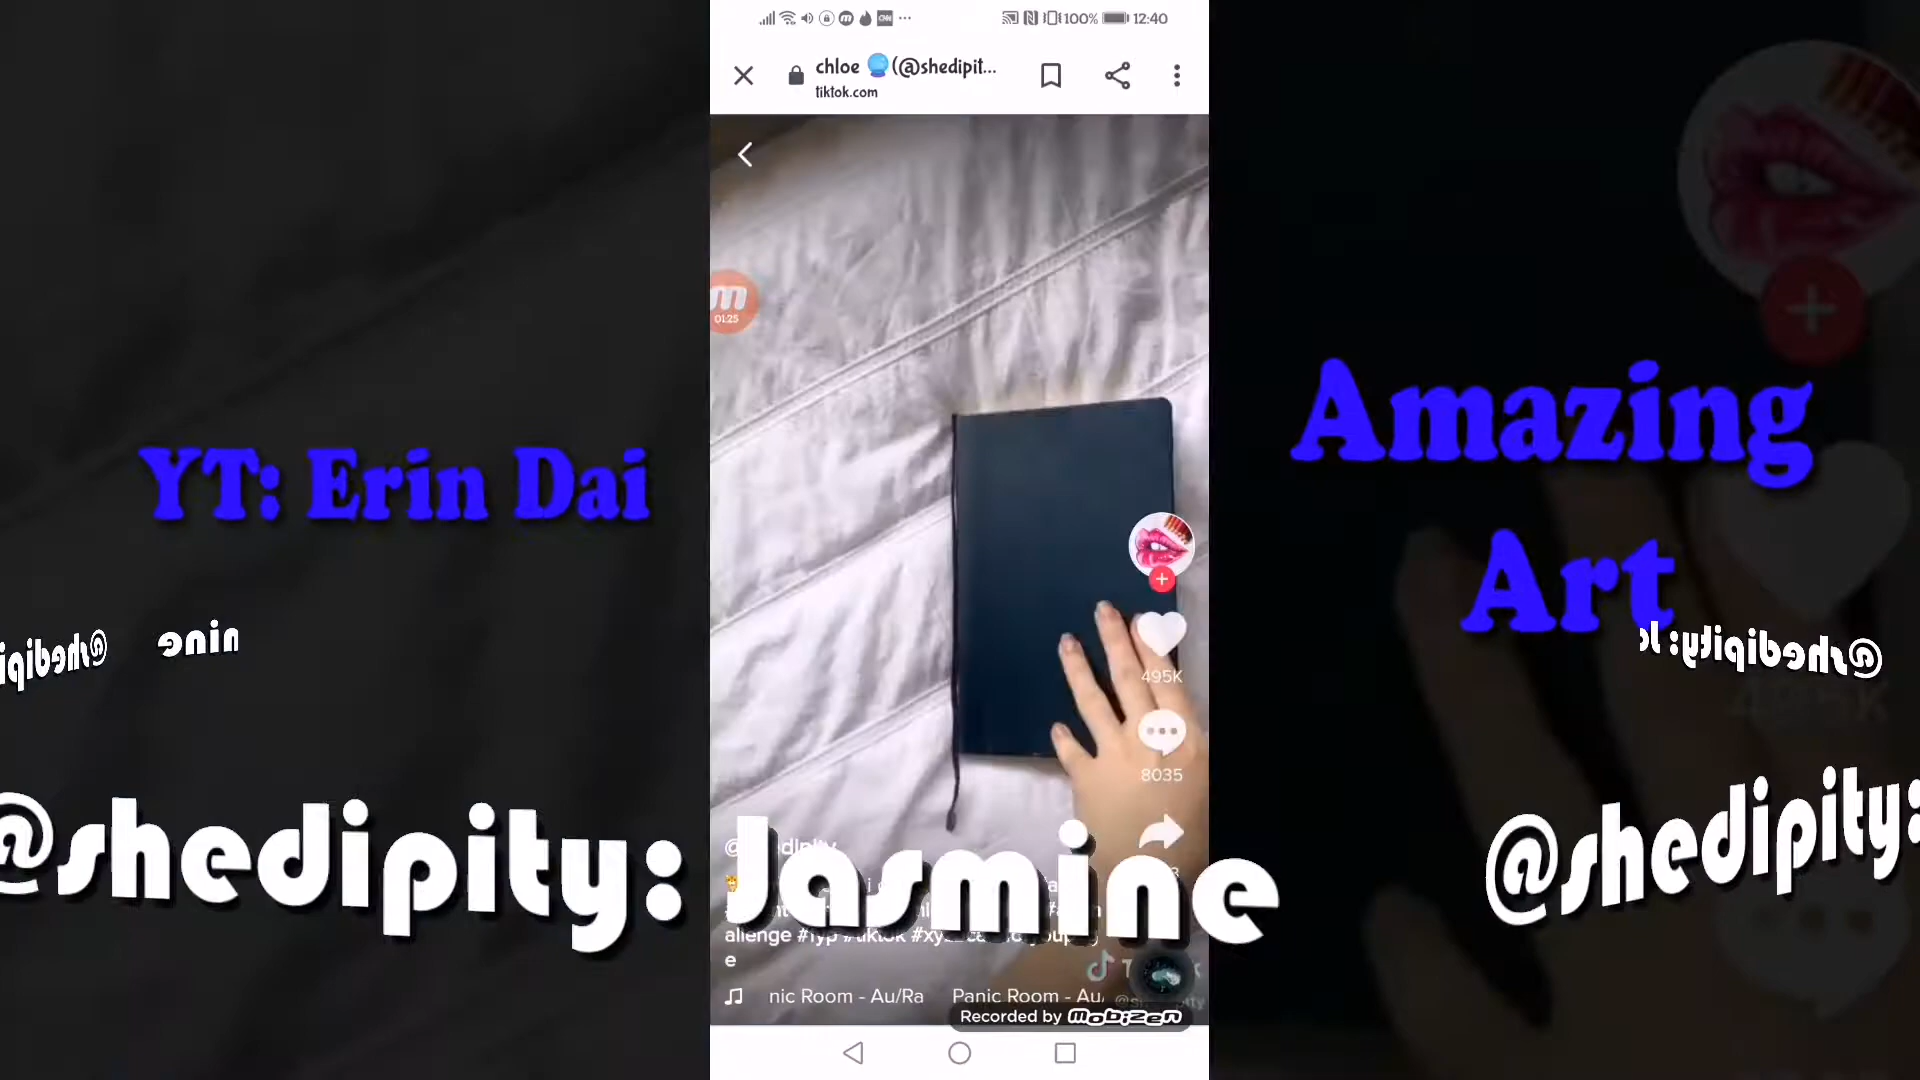 100% 12:40
chloe (@shedipit...
tiktok.com
01:25
YT: Erin Dai
Amazing
Art
495K
8035
@shedipity: Jasmine
@shedipity:
#fyp #tiktok
e
nic Room - Au/Ra Panic Room - Au/
Recorded by Mobizen